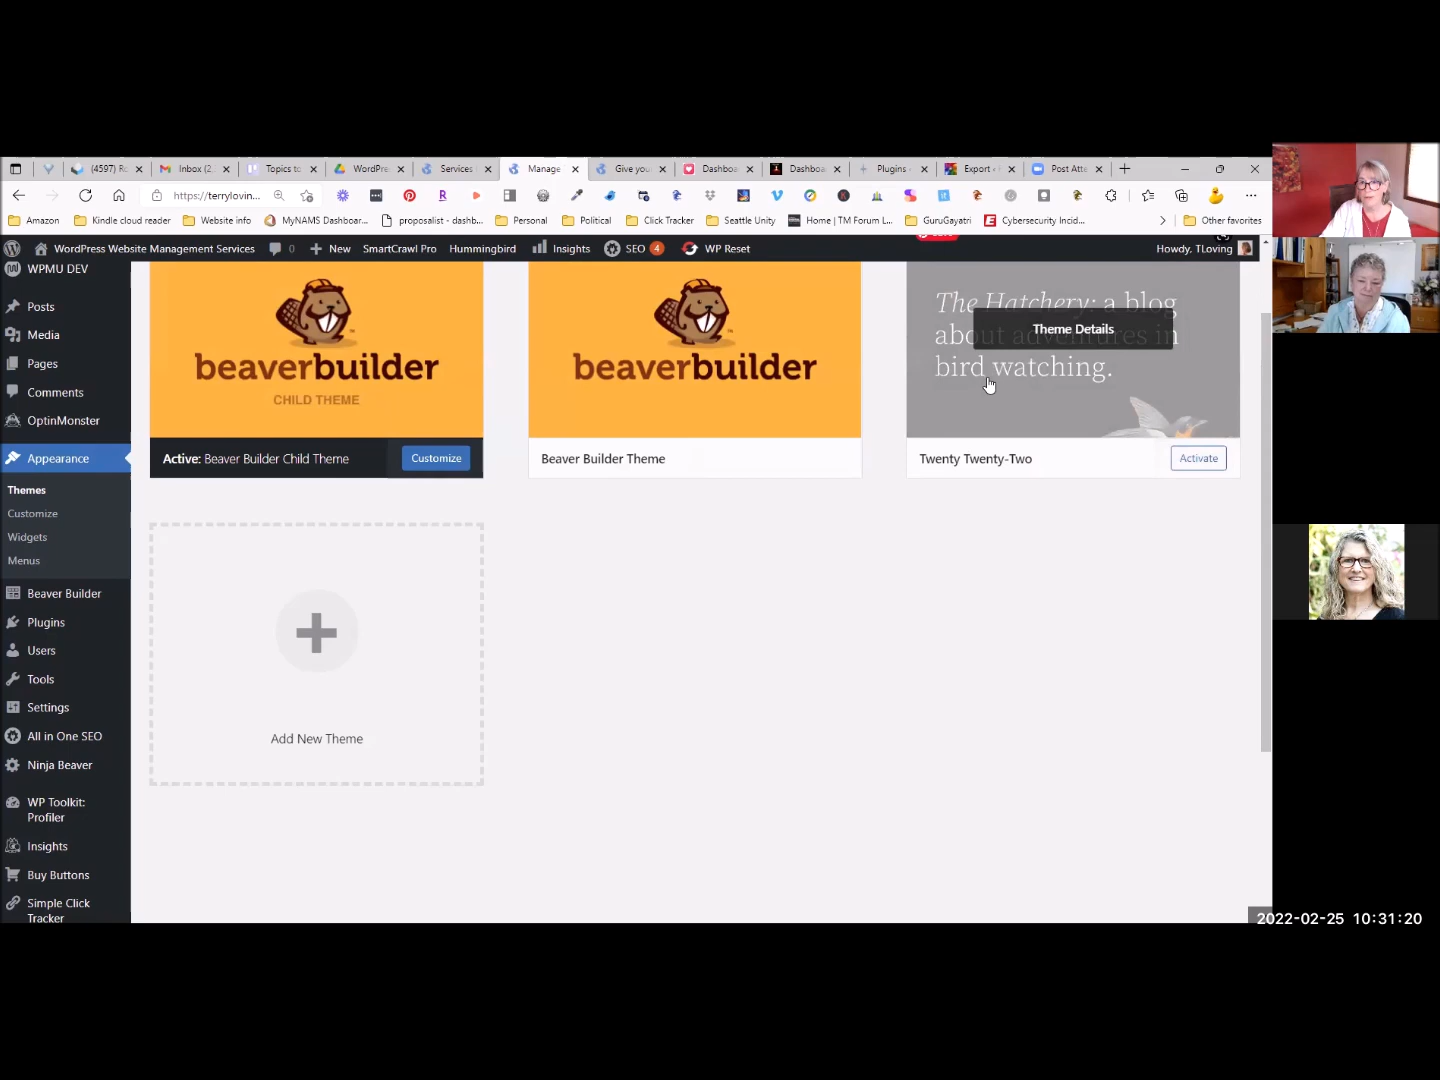 (4597) R
Inbox (2
Topics to
WordPre
Services
Manage
Give you
Dashboa
Dashboa
Plugins -
Export
Post Atte
https://terrylovin...
Amazon
Kindle cloud reader
Website info
MyNAMS Dashboar...
proposalist - dashb...
Personal
Political
Click Tracker
Seattle Unity
Home | TM Forum L...
GuruGayatri
Cybersecurity Incid...
Other favorites
WordPress Website Management Services
0
New
SmartCrawl Pro
Hummingbird
Insights
SEO 4
WP Reset
Howdy, TLoving
WPMU DEV
Posts
Media
Pages
Comments
OptinMonster
Appearance
Themes
Customize
Widgets
Menus
Beaver Builder
Plugins
Users
Tools
Settings
All in One SEO
Ninja Beaver
WP Toolkit:
Profiler
Insights
Buy Buttons
Simple Click
Tracker
beaverbuilder
CHILD THEME
Active: Beaver Builder Child Theme
Customize
beaverbuilder
Beaver Builder Theme
The Hatchery: a blog
about adventures in
bird watching.
Theme Details
Twenty Twenty-Two
Activate
Add New Theme
2022-02-25 10:31:20